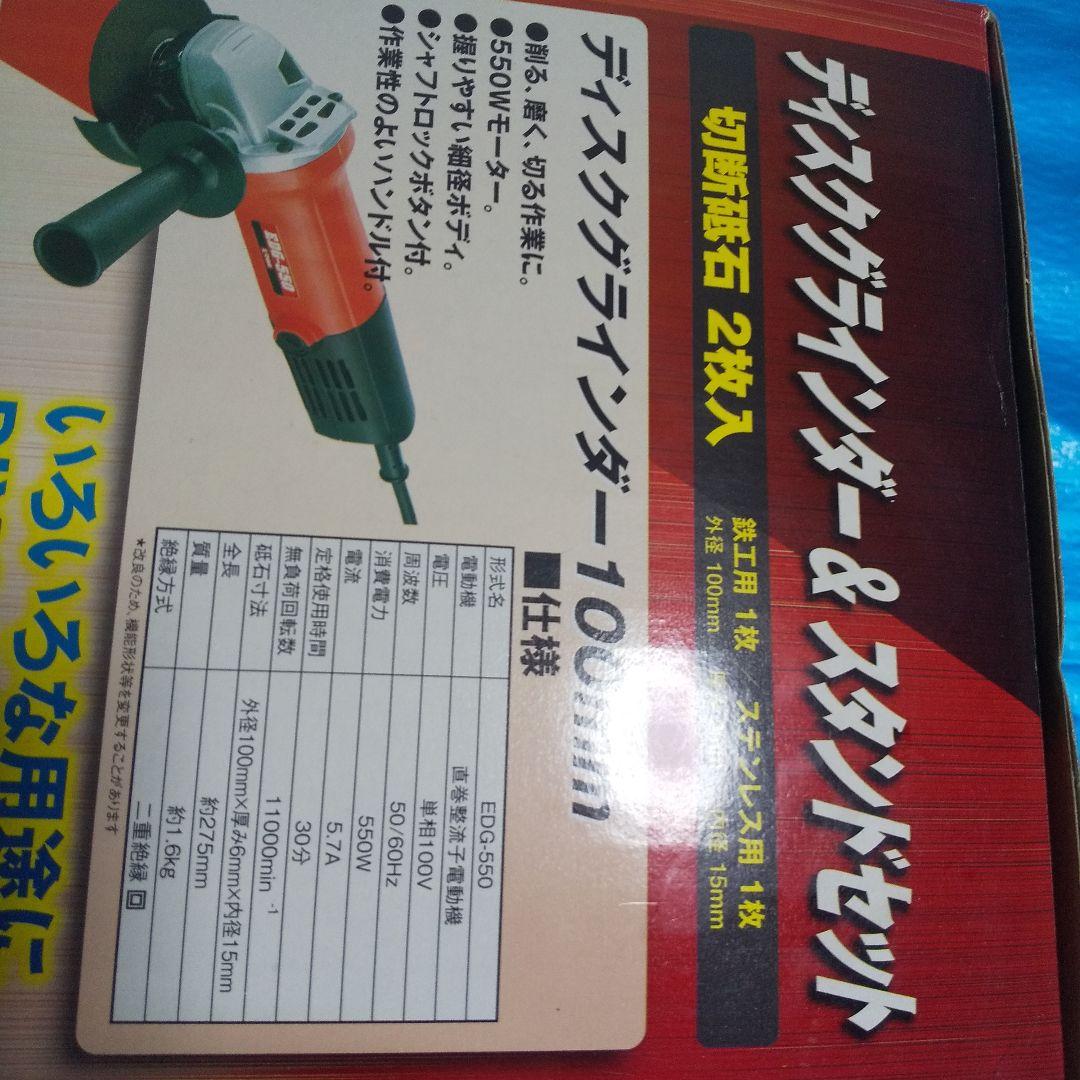 ディスクグラインダー&スタンドセット
切断砥石 2枚入
鉄工用 1枚 / ステンレス用 1枚
外径 100mm
内径 15mm
ディスクグラインダー100mm
●削る、磨く、切る作業に。
●550Wモーター。
●握りやすい細径ボディ。
●シャフトロックボタン付。
●作業性のよいハンドル付。
EDG-550
■仕様
形式名 EDG-550
電動機 直巻整流子電動機
電圧 単相100V
周波数 50/60Hz
消費電力 550W
電流 5.7A
定格使用時間 30分
無負荷回転数 11000min⁻¹
砥石寸法 外径100mm×厚み6mm×内径15mm
全長 約275mm
質量 約1.6kg
絶縁方式 二重絶縁 回
*改良のため、機能形状等を変更することがあります
いろいろな用途に